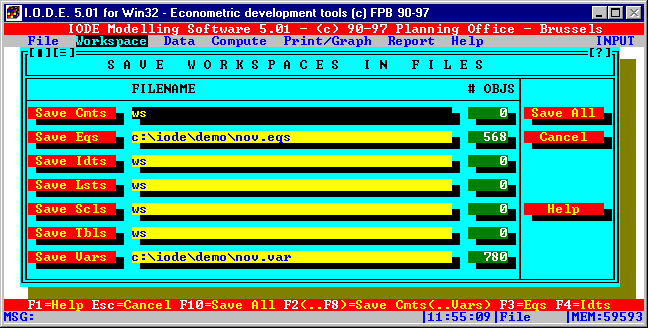 I.O.D.E. 5.01 for Win32 - Econometric development tools (c) FPB 90-97
IODE Modelling Software 5.01 - (c) 90-97 Planning Office - Brussels
File Workspace Data Compute Print/Graph Report Help INPUT
[▮][=] [?]
SAVE WORKSPACES IN FILES
FILENAME # OBJS
Save Cmts ws 0 Save All
Save Eqs c:\iode\demo\nov.eqs 568 Cancel
Save Idts ws 0
Save Lsts ws 0
Save Scls ws 0 Help
Save Tbls ws 0
Save Vars c:\iode\demo\nov.var 780
F1=Help Esc=Cancel F10=Save All F2(..F8)=Save Cmts(..Vars) F3=Eqs F4=Idts
MSG: |11:55:09|File |MEM:59593